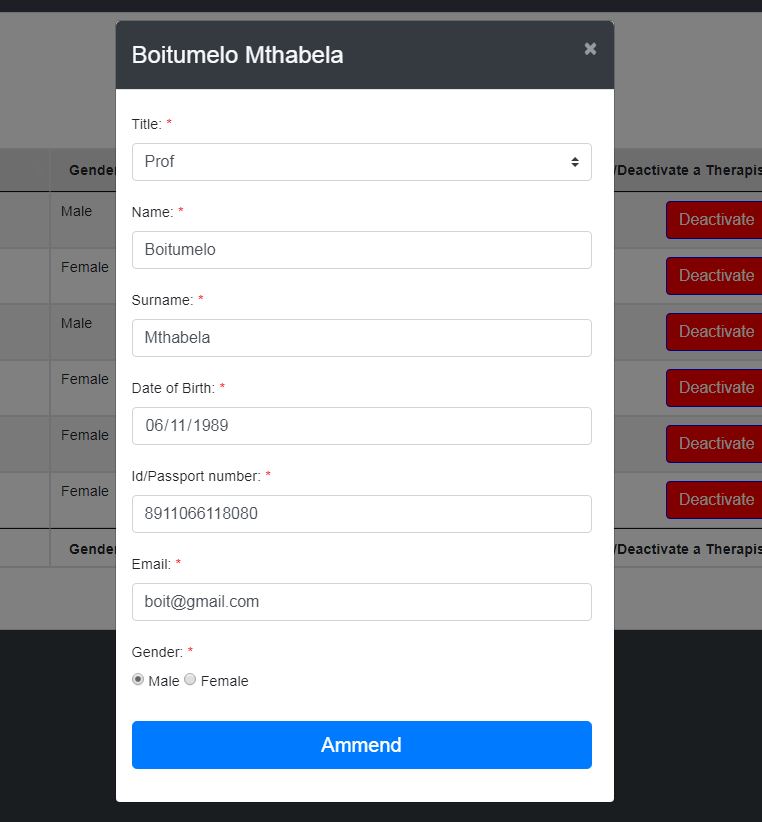 Boitumelo Mthabela ×
Title: *
Prof
Gender /Deactivate a Therapis
Male Deactivate
Name: *
Boitumelo
Female Deactivate
Surname: *
Mthabela
Male Deactivate
Date of Birth: *
Female Deactivate
06/11/1989
Female Deactivate
Id/Passport number: *
8911066118080
Female Deactivate
Gender /Deactivate a Therapis
Email: *
boit@gmail.com
Gender: *
Male Female
Ammend